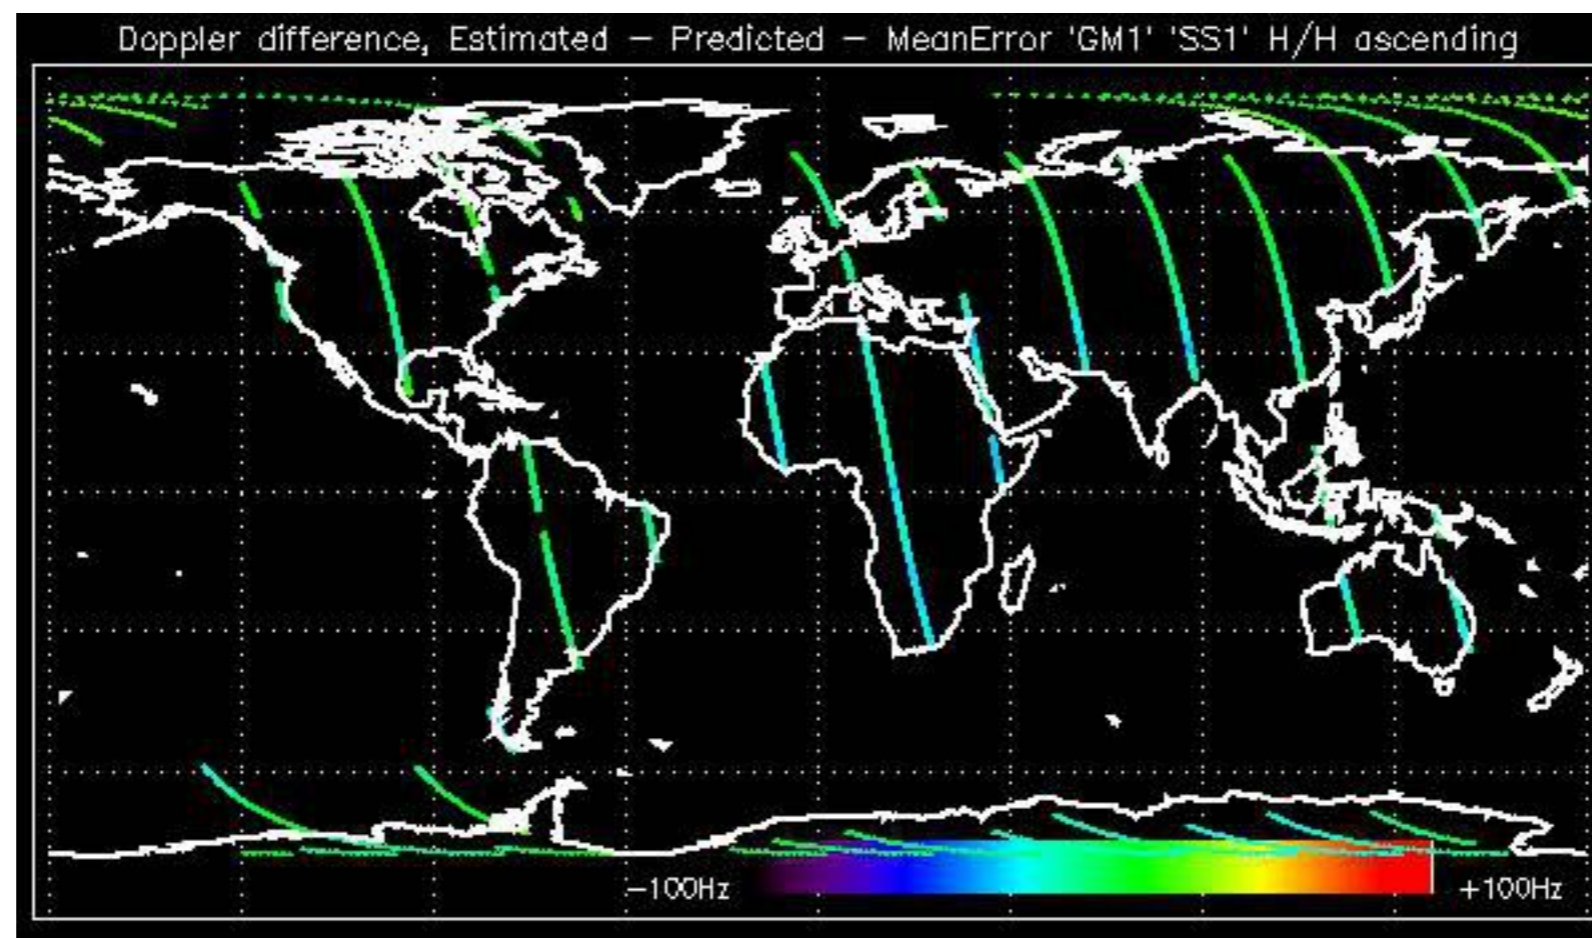 Doppler difference, Estimated – Predicted – MeanError 'GM1' 'SS1' H/H ascending
–100Hz
+100Hz